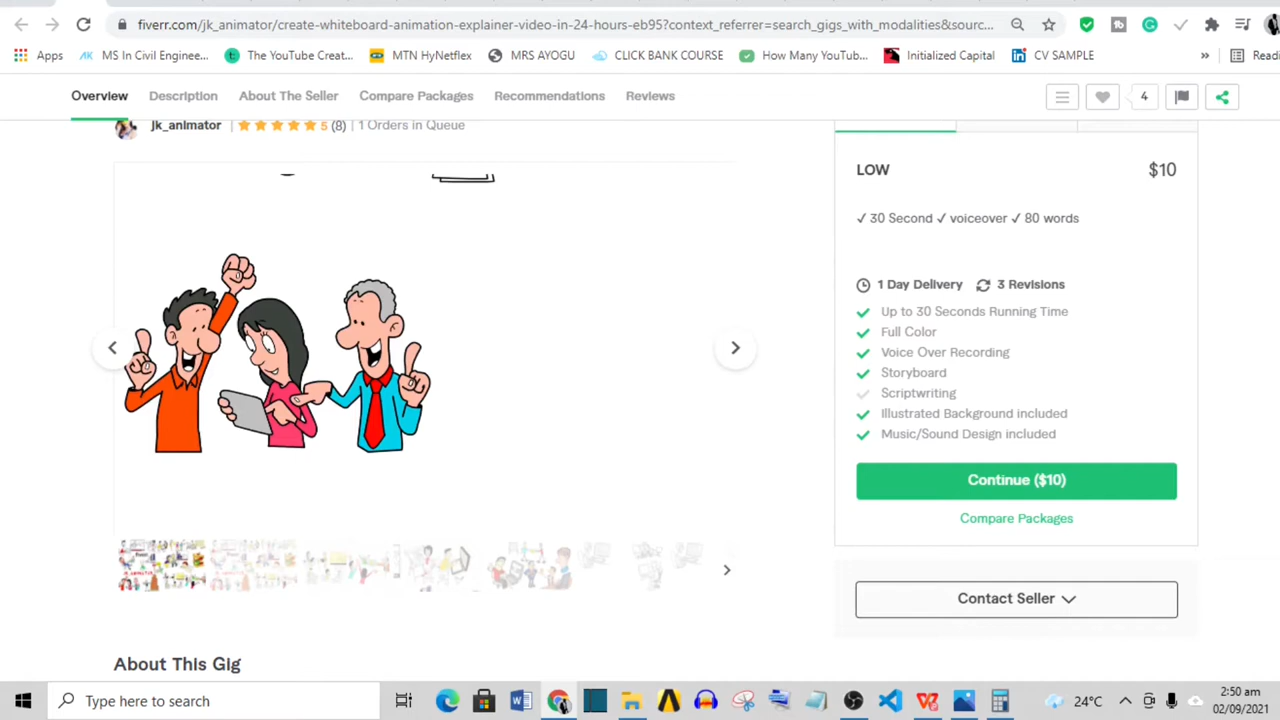 fiverr.com/jk_animator/create-whiteboard-animation-explainer-video-in-24-hours-eb95?context_referrer=search_gigs_with_modalities&sourc...
Apps MS In Civil Enginee... The YouTube Creat... MTN HyNetflex MRS AYOGU CLICK BANK COURSE How Many YouTub... Initialized Capital CV SAMPLE » Readi
Overview Description About The Seller Compare Packages Recommendations Reviews 4
jk_animator | 5 (8) | 1 Orders in Queue
LOW $10
✓ 30 Second ✓ voiceover ✓ 80 words
1 Day Delivery 3 Revisions
Up to 30 Seconds Running Time
Full Color
Voice Over Recording
Storyboard
Scriptwriting
Illustrated Background included
Music/Sound Design included
Continue ($10)
Compare Packages
Contact Seller
About This Gig
Type here to search 24°C 2:50 am
02/09/2021